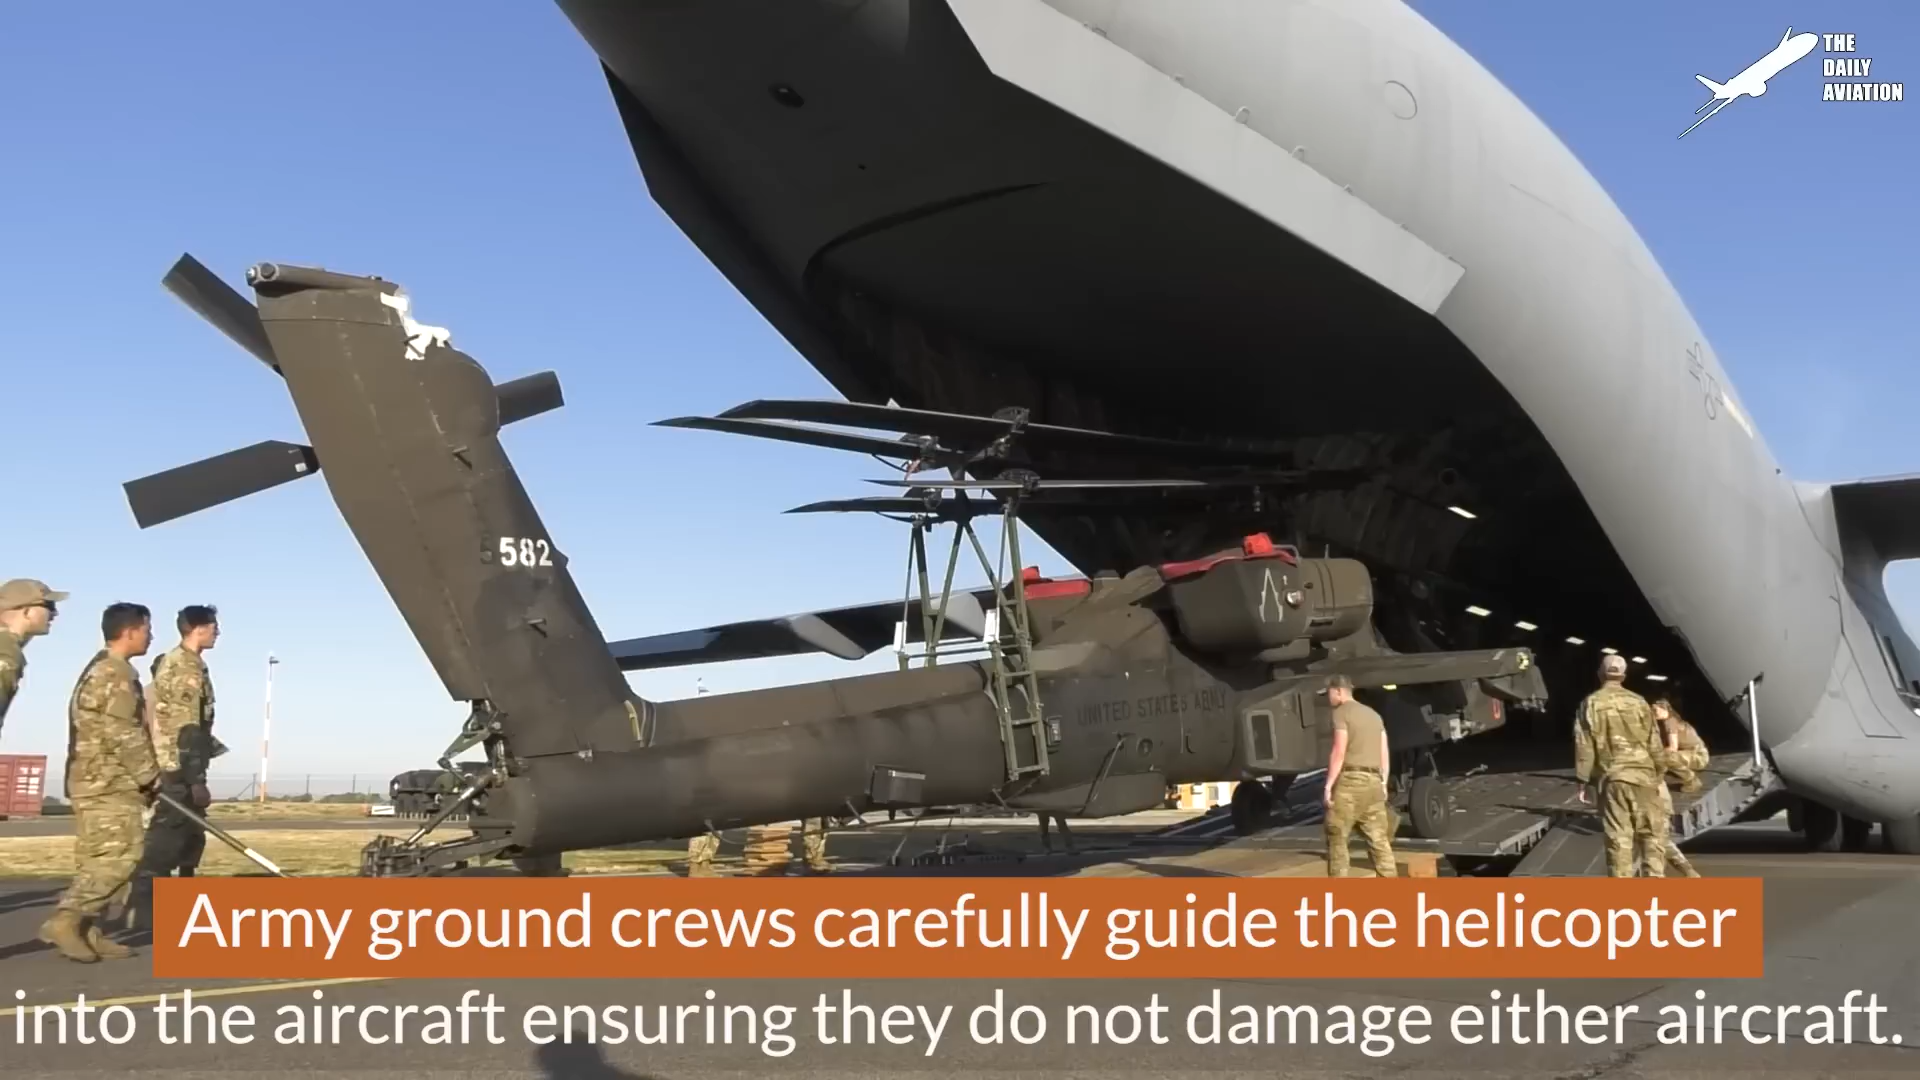 THE
DAILY
AVIATION
5582
UNITED STATES ARMY
Army ground crews carefully guide the helicopter
into the aircraft ensuring they do not damage either aircraft.